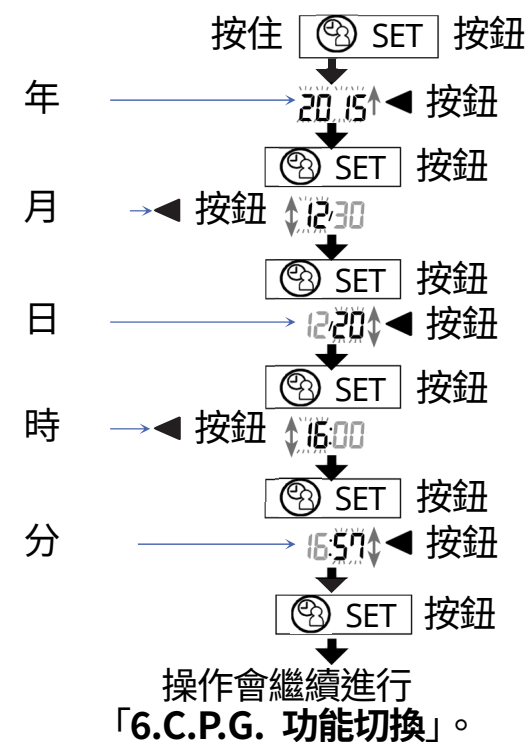 按住 SET 按鈕
年 2015 按鈕
SET 按鈕
月 按鈕 12/30
SET 按鈕
日 12/20 按鈕
SET 按鈕
時 按鈕 16:00
SET 按鈕
分 16:57 按鈕
SET 按鈕
操作會繼續進行
「6.C.P.G. 功能切換」。